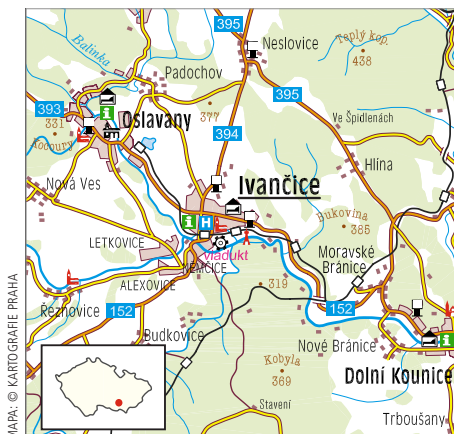 395
Neslovice
Teplý kop.
438
Balinka
Padochov
395
393
331
Oslavany
377
Ve Špidlenách
394
Hlína
Nová Ves
Ivančice
Bukovina
385
i
H
LETKOVICE
vladukt
NĚMČICE
Moravské
Bránice
ALEXOVICE
319
Řeznovice
152
152
Budkovice
Nové Bránice
i
Kobyla
369
Dolní Kounice
Stavení
Trboušany
MAPA: © KARTOGRAFIE PRAHA